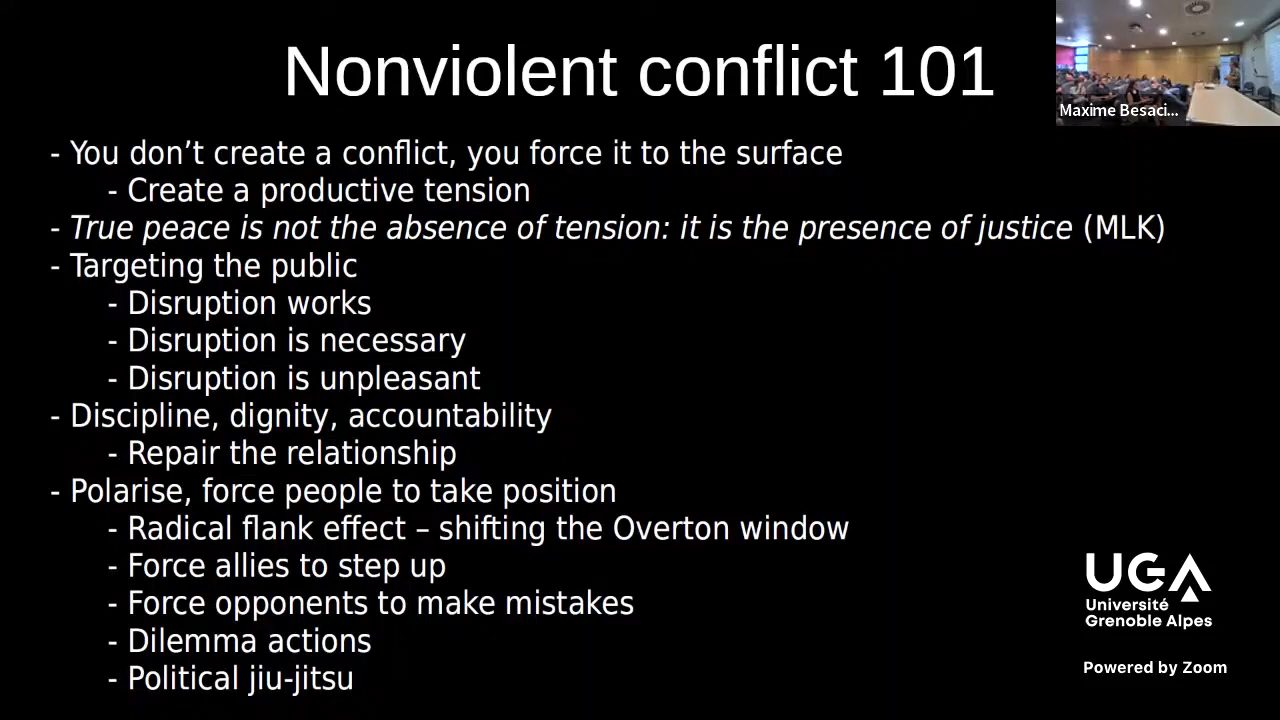 Nonviolent conflict 101
Maxime Besaci...
- You don’t create a conflict, you force it to the surface
- Create a productive tension
- True peace is not the absence of tension: it is the presence of justice (MLK)
- Targeting the public
- Disruption works
- Disruption is necessary
- Disruption is unpleasant
- Discipline, dignity, accountability
- Repair the relationship
- Polarise, force people to take position
- Radical flank effect – shifting the Overton window
- Force allies to step up
- Force opponents to make mistakes
- Dilemma actions
- Political jiu-jitsu
UGA
Université
Grenoble Alpes
Powered by Zoom